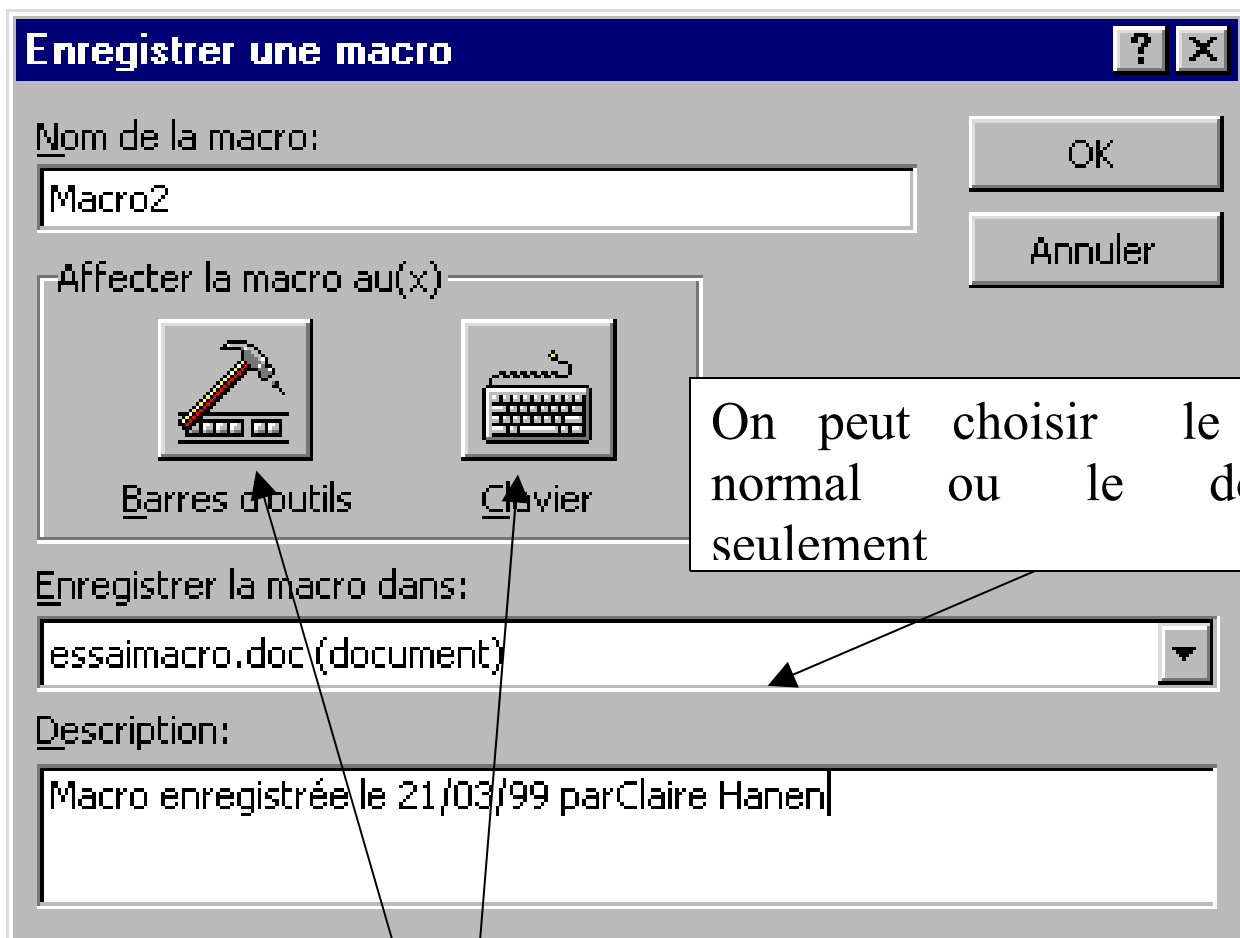 Enregistrer une macro
Nom de la macro:
Macro2
OK
Annuler
Affecter la macro au(x)
Barres d'outils
Clavier
On peut choisir le
normal ou le
seulement
Enregistrer la macro dans:
essaimacro.doc (document)
Description:
Macro enregistrée le 21/03/99 parClaire Hanen